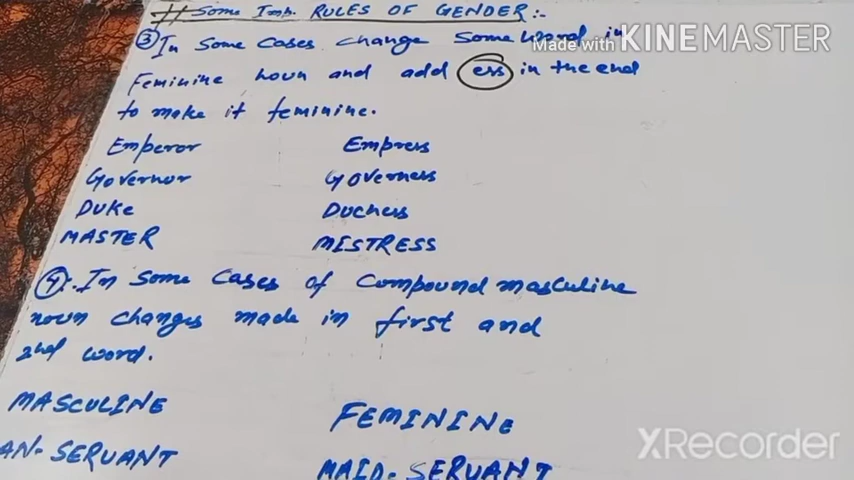 # Some Imp. RULES OF GENDER:-
③ In Some Cases change Some word in
Made with KINEMASTER
Feminine noun and add ess in the end
to make it feminine.
Emperor Empress
Governor Governess
DUKE DUCHESS
MASTER MISTRESS
④:-In Some Cases of Compound masculine
noun changes made in first and
2nd word.
MASCULINE FEMININE
AN-SERVANT MAID-SERVANT
XRecorder